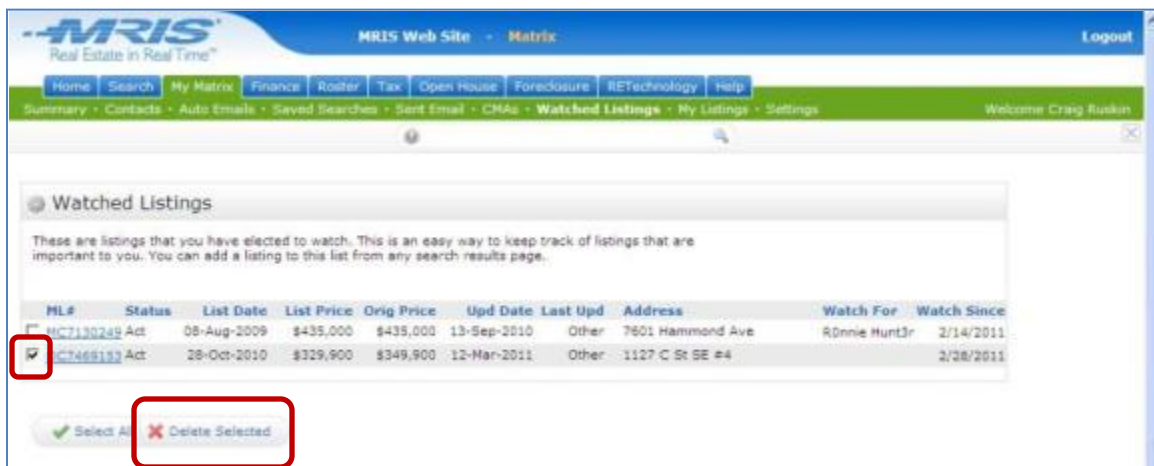 MRIS
Real Estate in Real Time™
MRIS Web Site - Matrix
Logout
Home Search My Matrix Finance Roster Tax Open House Foreclosure RETechnology Help
Summary · Contacts · Auto Emails · Saved Searches · Sent Email · CMAs · Watched Listings · My Listings · Settings
Welcome Craig Ruskin
Watched Listings
These are listings that you have elected to watch. This is an easy way to keep track of listings that are
important to you. You can add a listing to this list from any search results page.
ML# Status List Date List Price Orig Price Upd Date Last Upd Address Watch For Watch Since
MC7130249 Act 08-Aug-2009 $435,000 $435,000 13-Sep-2010 Other 7601 Hammond Ave R0nnie Hunt3r 2/14/2011
DC7469153 Act 28-Oct-2010 $329,900 $349,900 12-Mar-2011 Other 1127 C St SE #4 2/28/2011
Select All Delete Selected